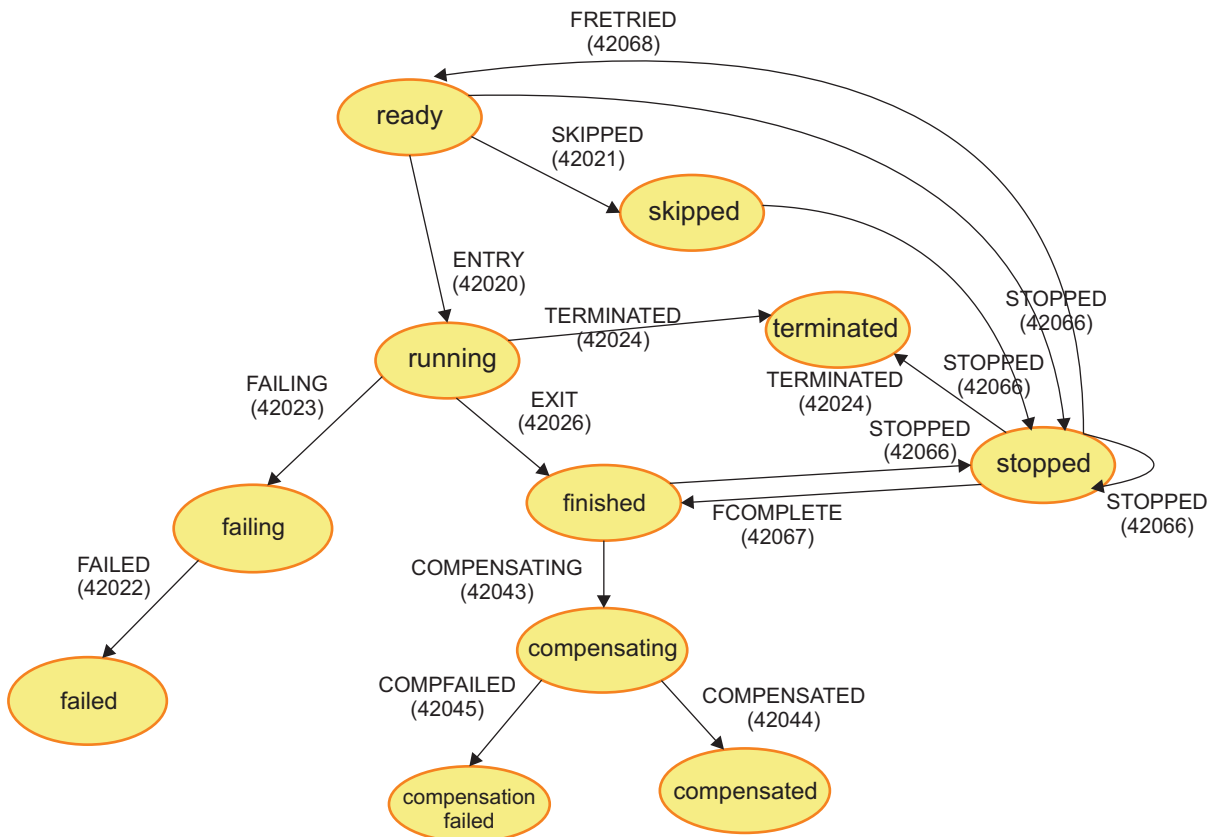 FRETRIED
(42068)
ready
SKIPPED
(42021)
skipped
ENTRY
(42020)
STOPPED
(42066)
TERMINATED
(42024)
terminated
running
STOPPED
(42066)
TERMINATED
(42024)
FAILING
(42023)
EXIT
(42026)
STOPPED
(42066)
stopped
finished
FCOMPLETE
(42067)
STOPPED
(42066)
failing
FAILED
(42022)
COMPENSATING
(42043)
compensating
failed
COMPFAILED
(42045)
COMPENSATED
(42044)
compensation
failed
compensated